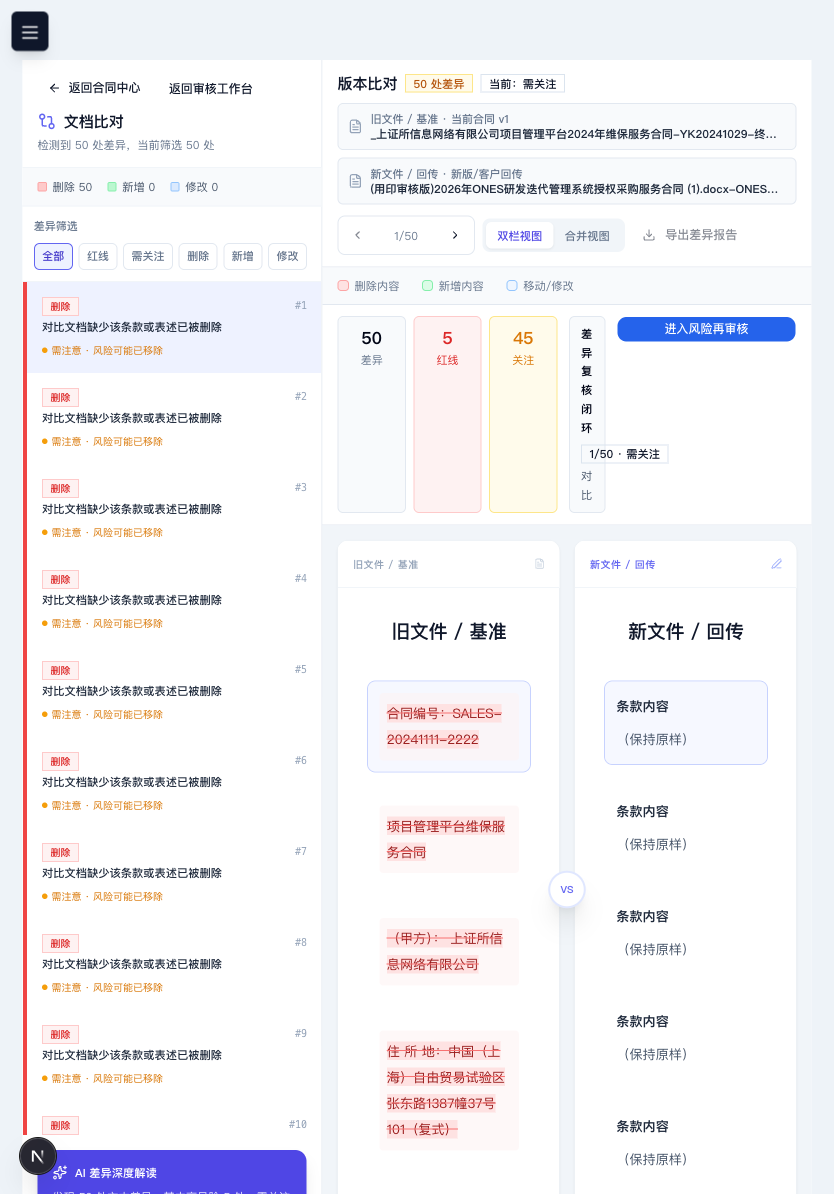 返回合同中心
返回审核工作台
文档比对
检测到 50 处差异，当前筛选 50 处
删除 50
新增 0
修改 0
差异筛选
全部
红线
需关注
删除
新增
修改
删除
#1
对比文档缺少该条款或表述已被删除
需注意 · 风险可能已移除
删除
#2
对比文档缺少该条款或表述已被删除
需注意 · 风险可能已移除
删除
#3
对比文档缺少该条款或表述已被删除
需注意 · 风险可能已移除
删除
#4
对比文档缺少该条款或表述已被删除
需注意 · 风险可能已移除
删除
#5
对比文档缺少该条款或表述已被删除
需注意 · 风险可能已移除
删除
#6
对比文档缺少该条款或表述已被删除
需注意 · 风险可能已移除
删除
#7
对比文档缺少该条款或表述已被删除
需注意 · 风险可能已移除
删除
#8
对比文档缺少该条款或表述已被删除
需注意 · 风险可能已移除
删除
#9
对比文档缺少该条款或表述已被删除
需注意 · 风险可能已移除
删除
#10
N
AI 差异深度解读
版本比对
50 处差异
当前：需关注
旧文件 / 基准 · 当前合同 v1
_上证所信息网络有限公司项目管理平台2024年维保服务合同-YK20241029-终...
新文件 / 回传 · 新版/客户回传
(用印审核版)2026年ONES研发迭代管理系统授权采购服务合同 (1).docx-ONES...
1/50
双栏视图
合并视图
导出差异报告
删除内容
新增内容
移动/修改
50
差异
5
红线
45
关注
差
异
复
核
闭
环
1/50 · 需关注
对
比
进入风险再审核
旧文件 / 基准
旧文件 / 基准
合同编号：SALES-
20241111-2222
项目管理平台维保服
务合同
（甲方）： 上证所信
息网络有限公司
住 所 地：中国（上
海）自由贸易试验区
张东路1387幢37号
101（复式）
VS
新文件 / 回传
新文件 / 回传
条款内容
（保持原样）
条款内容
（保持原样）
条款内容
（保持原样）
条款内容
（保持原样）
条款内容
（保持原样）